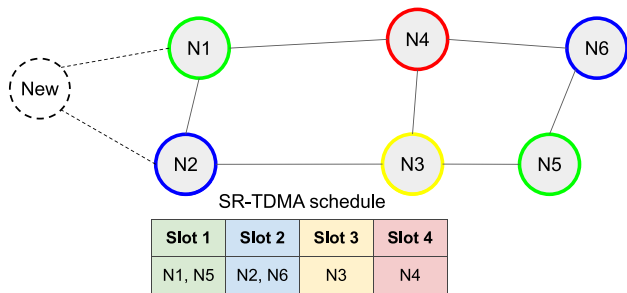 N1
N4
N6
New
N2
N3
N5
SR-TDMA schedule
Slot 1 Slot 2 Slot 3 Slot 4
N1, N5 N2, N6 N3 N4